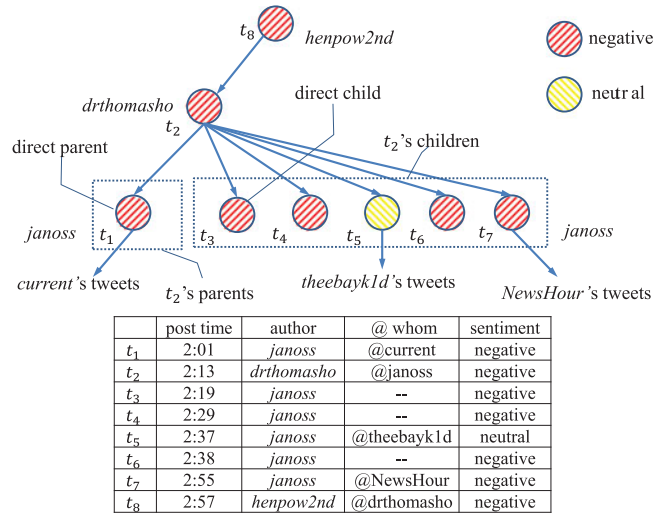 t8 henpow2nd
negative
neutral
drthomasho
t2
direct child
t2's children
direct parent
janoss
t1 t3 t4 t5 t6 t7
janoss
current's tweets
t2's parents
theebayk1d's tweets
NewsHour's tweets
post time author @ whom sentiment
t1 2:01 janoss @current negative
t2 2:13 drthomasho @janoss negative
t3 2:19 janoss -- negative
t4 2:29 janoss -- negative
t5 2:37 janoss @theebayk1d neutral
t6 2:38 janoss -- negative
t7 2:55 janoss @NewsHour negative
t8 2:57 henpow2nd @drthomasho negative